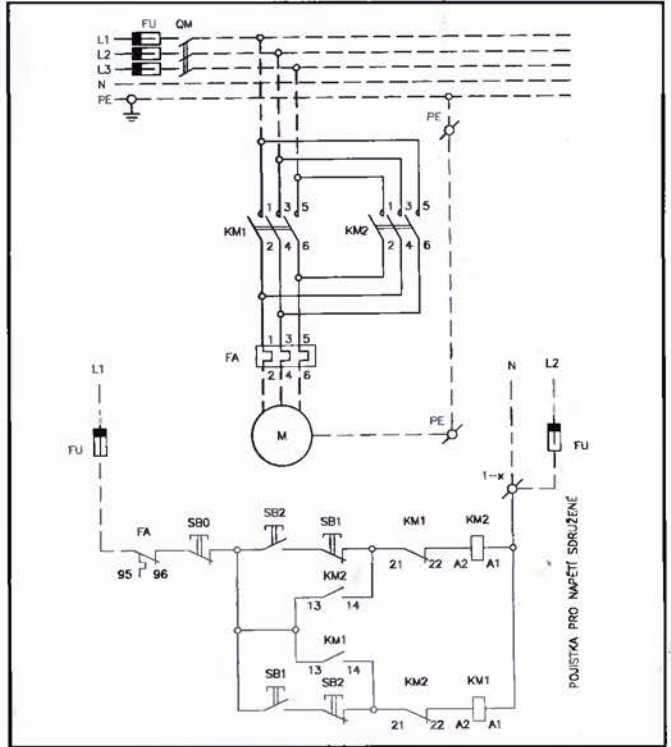 FU QM
L1
L2
L3
N
PE
PE
1 3 5 1 3 5
KM1 KM2
2 4 6 2 4 6
1 3 5
FA
2 4 6
L1 N L2
M
PE
FU FU
1-x
SB2
SB0 SB1 KM1 KM2
FA
95 96 21 22 A2 A1
KM2
13 14
KM1
13 14
SB1 SB2 KM2 KM1
21 22 A2 A1
POJISTKA PRO NAPĚTÍ SDRUŽENÉ